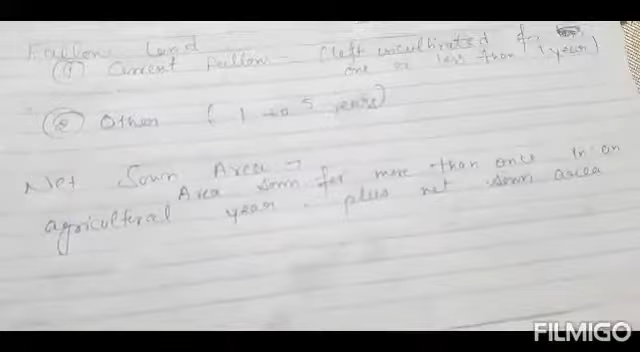 Fallow Land
(1) Current Fallow - (left uncultivated for
one or less than 1 year)
(2) Other (1 to 5 years)
Net Sown Area →
Area sown for more than once in an
agricultural year. plus net sown area
FILMIGO